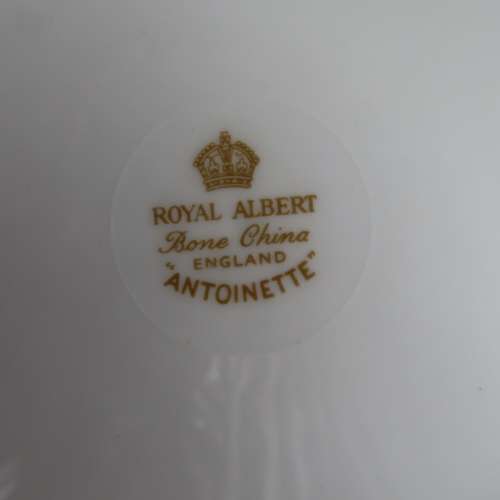 ROYAL ALBERT
Bone China
ENGLAND
"ANTOINETTE"